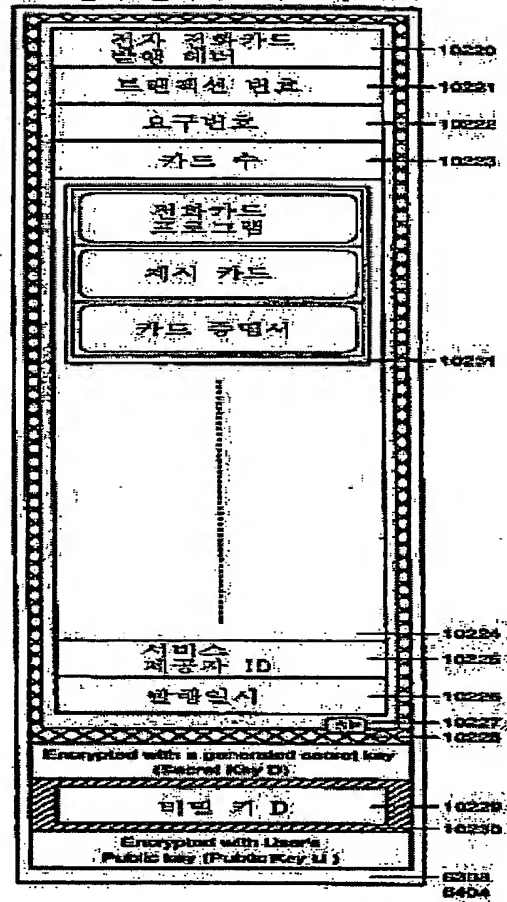 전자 전화카드
발행 헤더
10220
트랜잭션 번호
10221
요구번호
10222
카드 수
10223
전화카드
프로그램
제시 카드
카드 증명서
10231
10224
서비스
제공자 ID
10225
발행일시
10226
10227
10228
Encrypted with a generated secret key
(Secret Key D)
비밀 키 D
10229
10230
Encrypted with User's
Public key (Public Key U)
6404